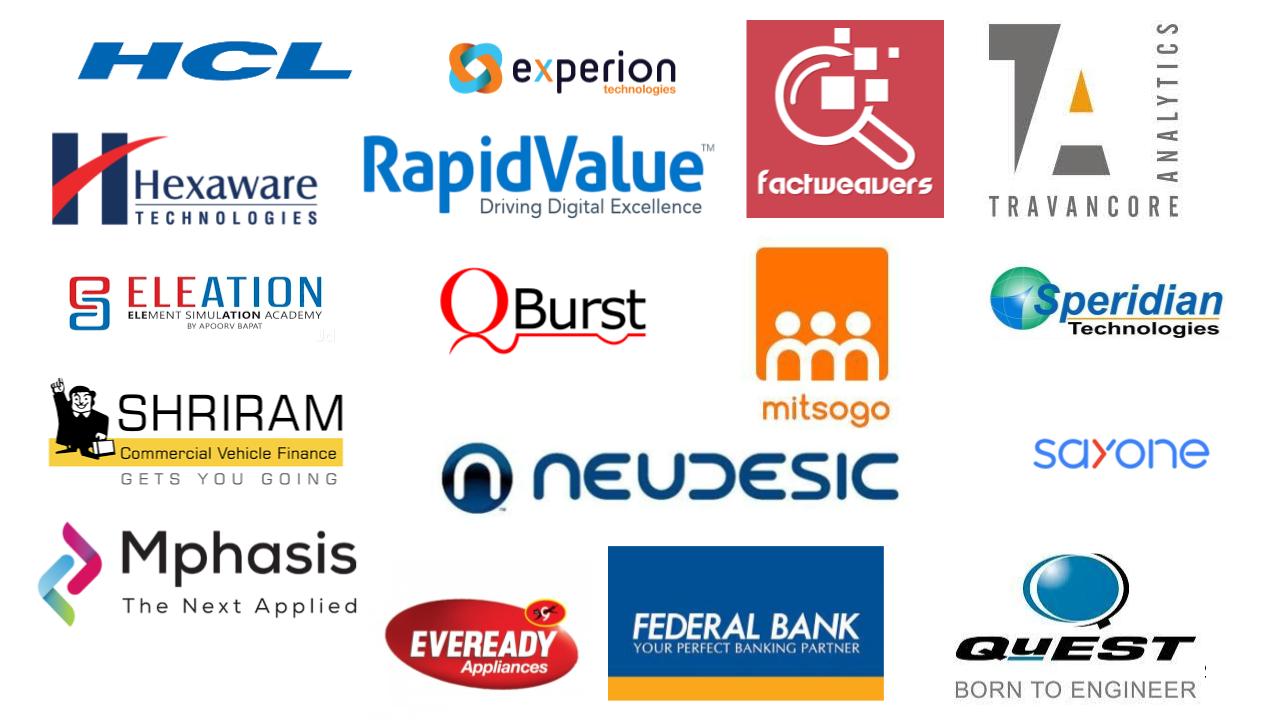 HCL
experion
technologies
factweavers
TRAVANCORE
ANALYTICS
Hexaware
TECHNOLOGIES
RapidValue™
Driving Digital Excellence
ELEATION
ELEMENT SIMULATION ACADEMY
BY APOORV BAPAT
QBurst
mitsogo
Speridian
Technologies
SHRIRAM
Commercial Vehicle Finance
GETS YOU GOING
NEUDESIC
™
sayone
Mphasis
The Next Applied
EVEREADY
Appliances
FEDERAL BANK
YOUR PERFECT BANKING PARTNER
QuEST
BORN TO ENGINEER